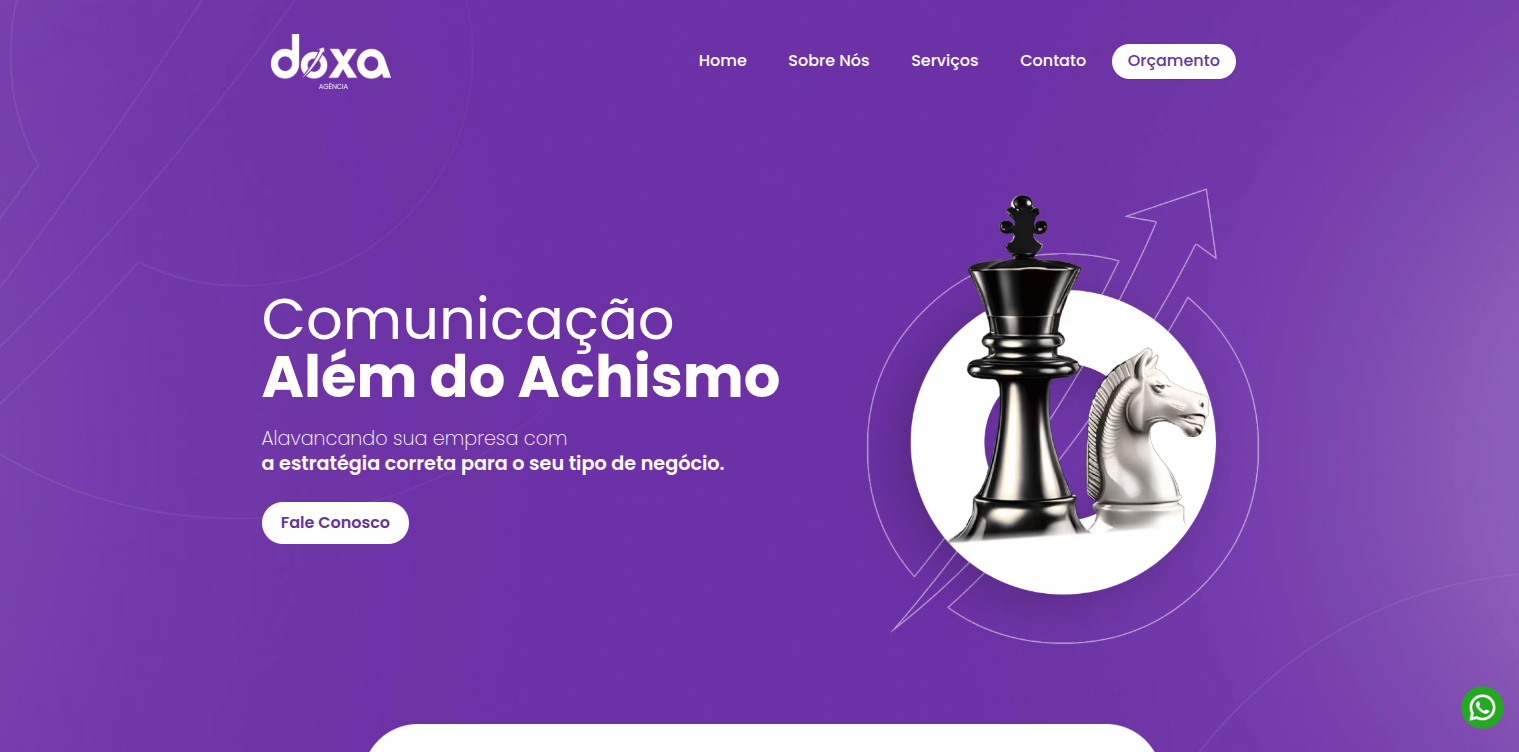 doxa
AGÊNCIA
Home Sobre Nós Serviços Contato Orçamento
Comunicação
Além do Achismo
Alavancando sua empresa com
a estratégia correta para o seu tipo de negócio.
Fale Conosco